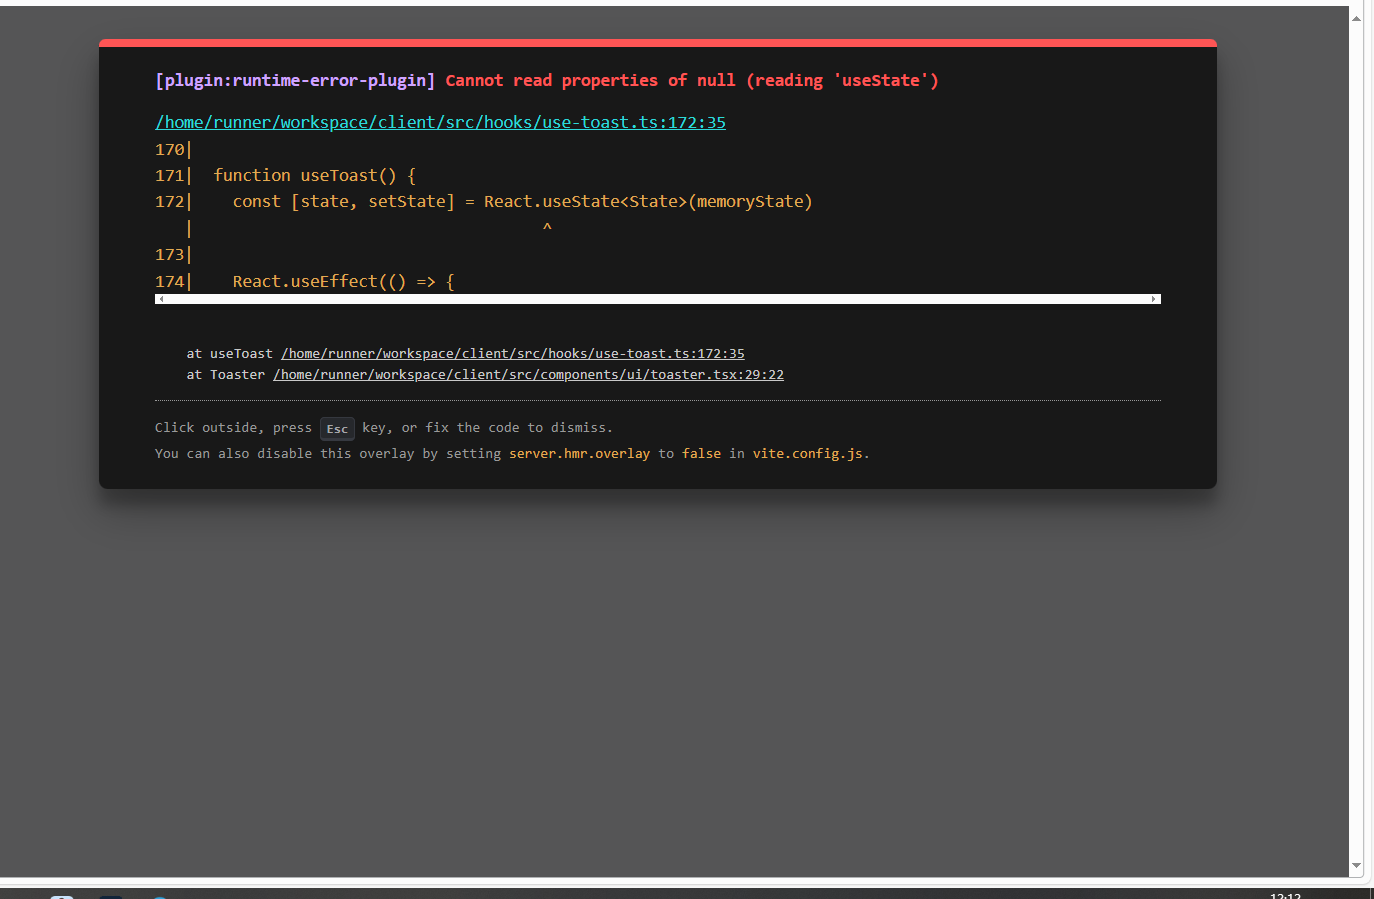 [plugin:runtime-error-plugin] Cannot read properties of null (reading 'useState')
/home/runner/workspace/client/src/hooks/use-toast.ts:172:35
170|
171|  function useToast() {
172|    const [state, setState] = React.useState<State>(memoryState)
   |                                    ^
173|
174|    React.useEffect(() => {
at useToast /home/runner/workspace/client/src/hooks/use-toast.ts:172:35
at Toaster /home/runner/workspace/client/src/components/ui/toaster.tsx:29:22
Click outside, press Esc key, or fix the code to dismiss.
You can also disable this overlay by setting server.hmr.overlay to false in vite.config.js.
12:12